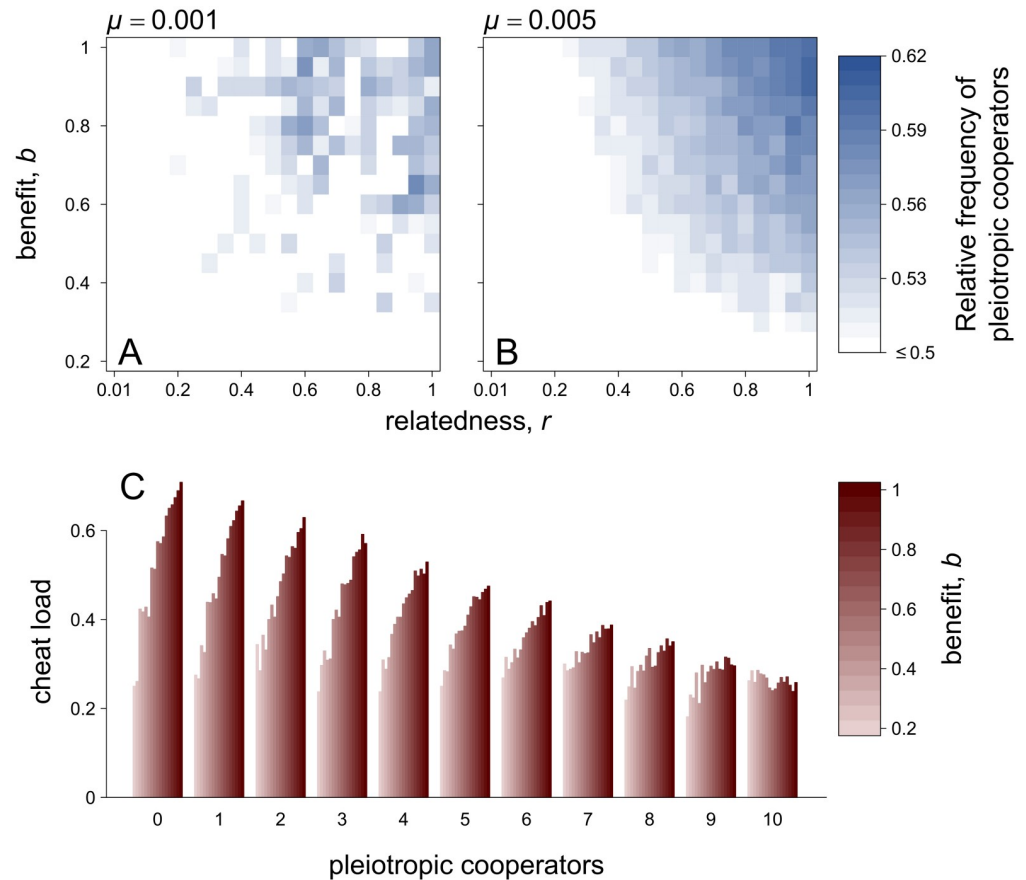 μ = 0.001
μ = 0.005
benefit, b
1
0.8
0.6
0.4
0.2
A
B
0.01 0.2 0.4 0.6 0.8 1
0.01 0.2 0.4 0.6 0.8 1
relatedness, r
0.62
0.59
0.56
0.53
≤ 0.5
Relative frequency of
pleiotropic cooperators
C
cheat load
0.6
0.4
0.2
0
0 1 2 3 4 5 6 7 8 9 10
pleiotropic cooperators
1
0.8
0.6
0.4
0.2
benefit, b